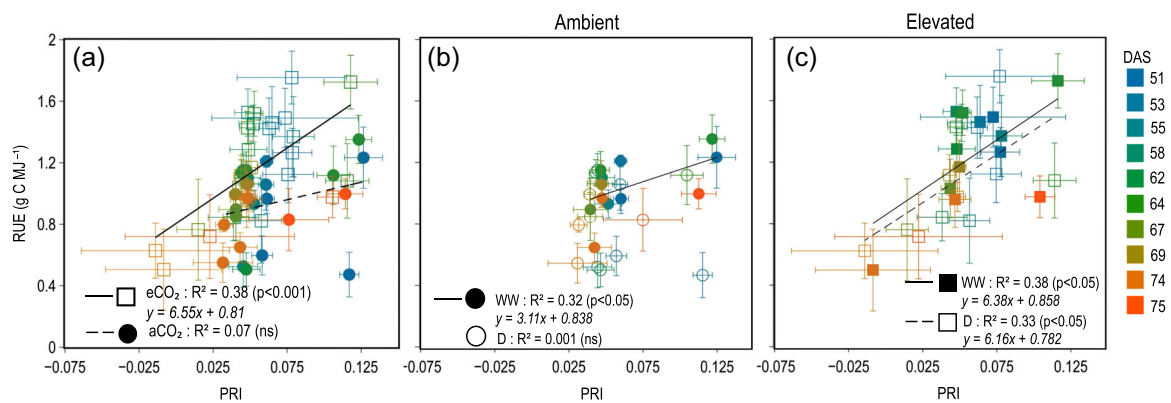 Ambient
Elevated
(a)
(b)
(c)
DAS
2
1.6
1.2
0.8
0.4
0
RUE (g C MJ⁻¹)
51
53
55
58
62
64
67
69
74
75
eCO₂ : R² = 0.38 (p<0.001)
y = 6.55x + 0.81
aCO₂ : R² = 0.07 (ns)
WW : R² = 0.32 (p<0.05)
y = 3.11x + 0.838
D : R² = 0.001 (ns)
WW : R² = 0.38 (p<0.05)
y = 6.38x + 0.858
D : R² = 0.33 (p<0.05)
y = 6.16x + 0.782
-0.075 -0.025 0.025 0.075 0.125
-0.075 -0.025 0.025 0.075 0.125
-0.075 -0.025 0.025 0.075 0.125
PRI
PRI
PRI